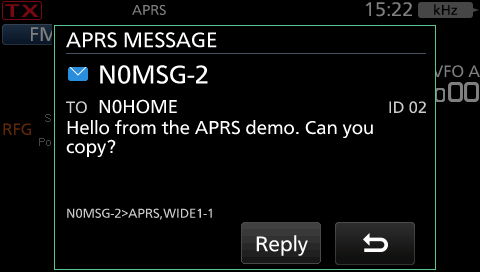 TX APRS 15:22 kHz
FM
APRS MESSAGE
N0MSG-2
VFO A
TO N0HOME ID 02
00
Hello from the APRS demo. Can you
RFG
copy?
N0MSG-2>APRS,WIDE1-1
Reply